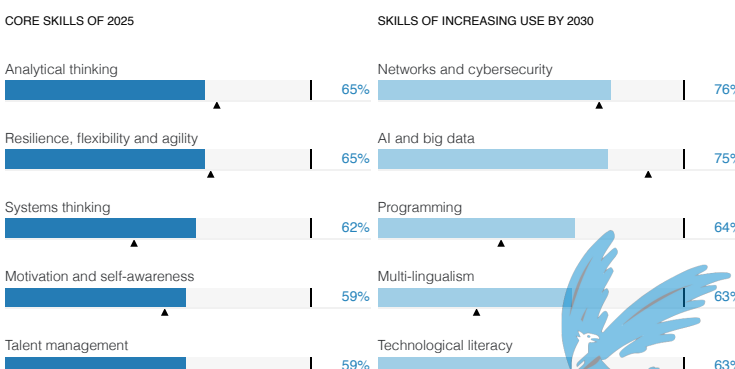 CORE SKILLS OF 2025
Analytical thinking
65%
Resilience, flexibility and agility
65%
Systems thinking
62%
Motivation and self-awareness
59%
Talent management
59%
SKILLS OF INCREASING USE BY 2030
Networks and cybersecurity
76%
AI and big data
75%
Programming
64%
Multi-lingualism
63%
Technological literacy
63%